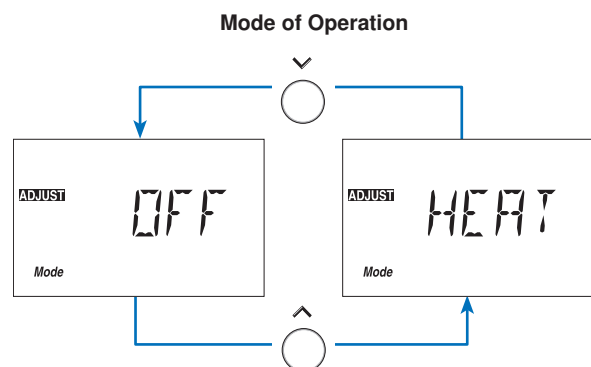 Mode of Operation
ADJUST
OFF
Mode
ADJUST
HEAT
Mode